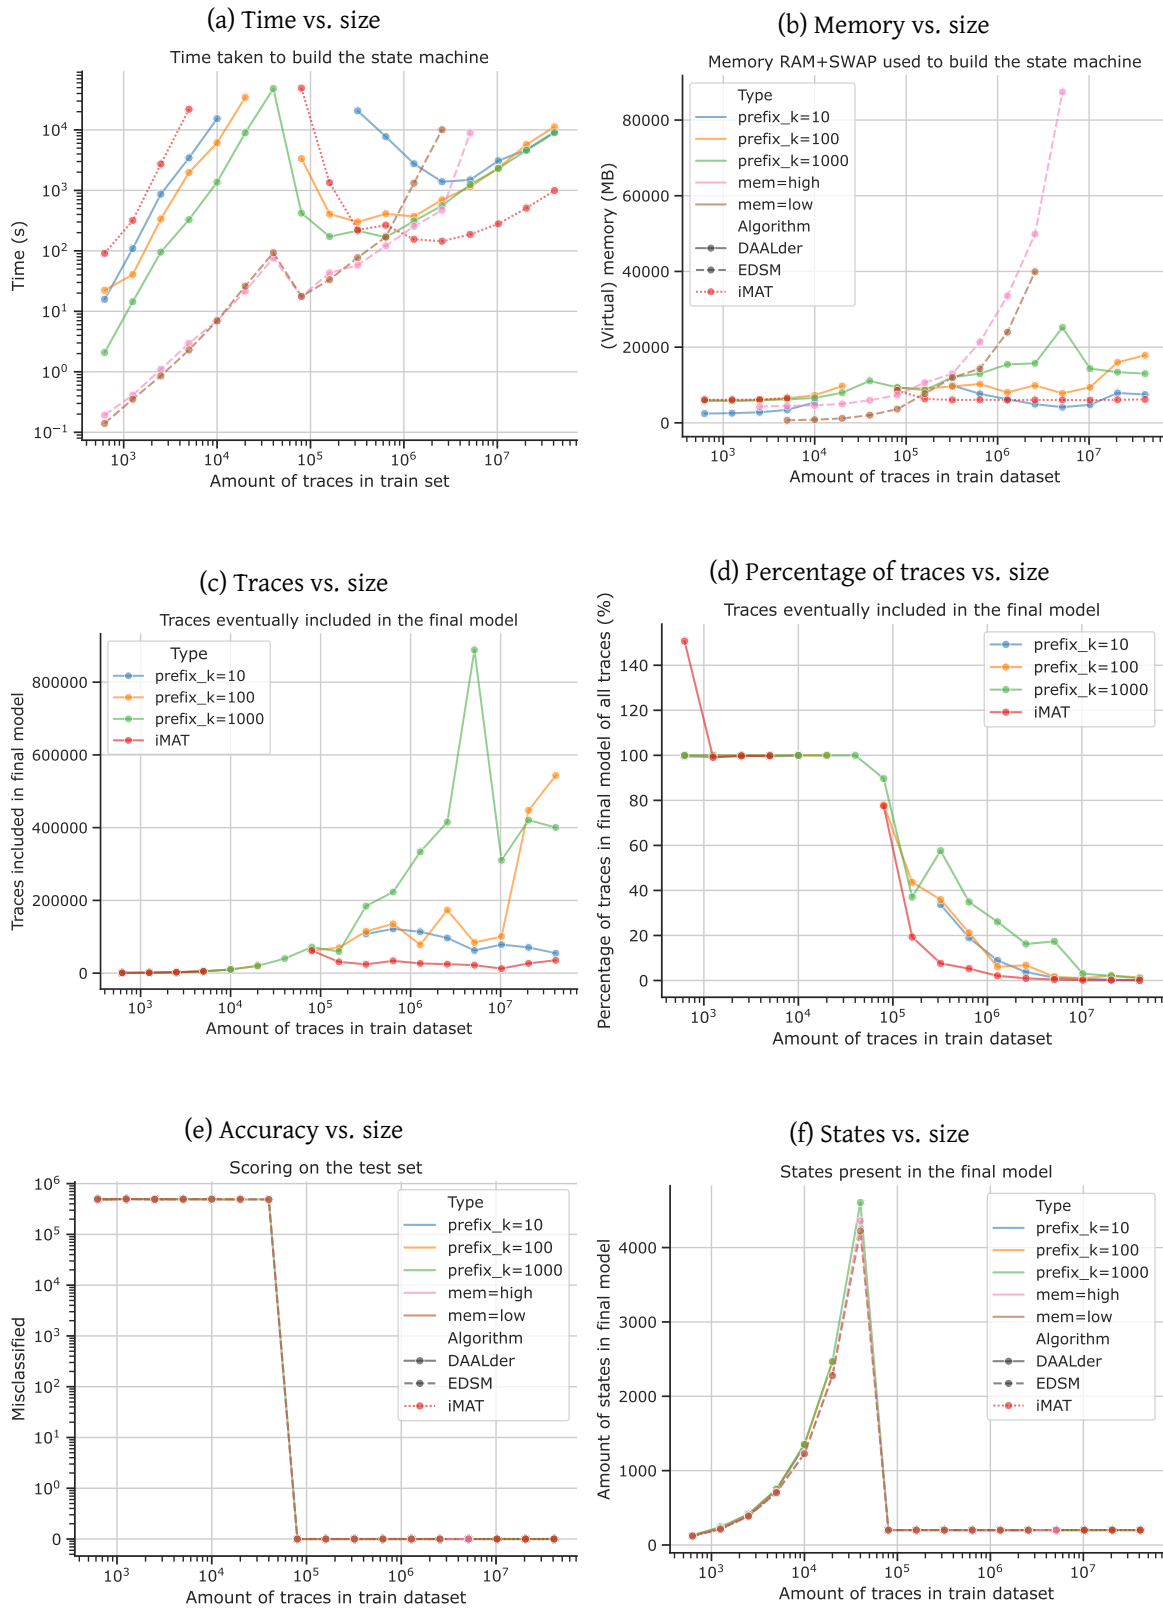 (a) Time vs. size
Time taken to build the state machine
Time (s)
10⁴
10³
10²
10¹
10⁰
10⁻¹
10³ 10⁴ 10⁵ 10⁶ 10⁷
Amount of traces in train set
(b) Memory vs. size
Memory RAM+SWAP used to build the state machine
(Virtual) memory (MB)
80000
60000
40000
20000
0
Type
prefix_k=10
prefix_k=100
prefix_k=1000
mem=high
mem=low
Algorithm
DAALder
EDSM
iMAT
10³ 10⁴ 10⁵ 10⁶ 10⁷
Amount of traces in train dataset
(c) Traces vs. size
Traces eventually included in the final model
Traces included in final model
800000
600000
400000
200000
0
Type
prefix_k=10
prefix_k=100
prefix_k=1000
iMAT
10³ 10⁴ 10⁵ 10⁶ 10⁷
Amount of traces in train dataset
(d) Percentage of traces vs. size
Traces eventually included in the final model
Percentage of traces in final model of all traces (%)
140
120
100
80
60
40
20
0
prefix_k=10
prefix_k=100
prefix_k=1000
iMAT
10³ 10⁴ 10⁵ 10⁶ 10⁷
Amount of traces in train dataset
(e) Accuracy vs. size
Scoring on the test set
Misclassified
10⁶
10⁵
10⁴
10³
10²
10¹
10⁰
0
Type
prefix_k=10
prefix_k=100
prefix_k=1000
mem=high
mem=low
Algorithm
DAALder
EDSM
iMAT
10³ 10⁴ 10⁵ 10⁶ 10⁷
Amount of traces in train dataset
(f) States vs. size
States present in the final model
Amount of states in final model
4000
3000
2000
1000
0
Type
prefix_k=10
prefix_k=100
prefix_k=1000
mem=high
mem=low
Algorithm
DAALder
EDSM
iMAT
10³ 10⁴ 10⁵ 10⁶ 10⁷
Amount of traces in train dataset